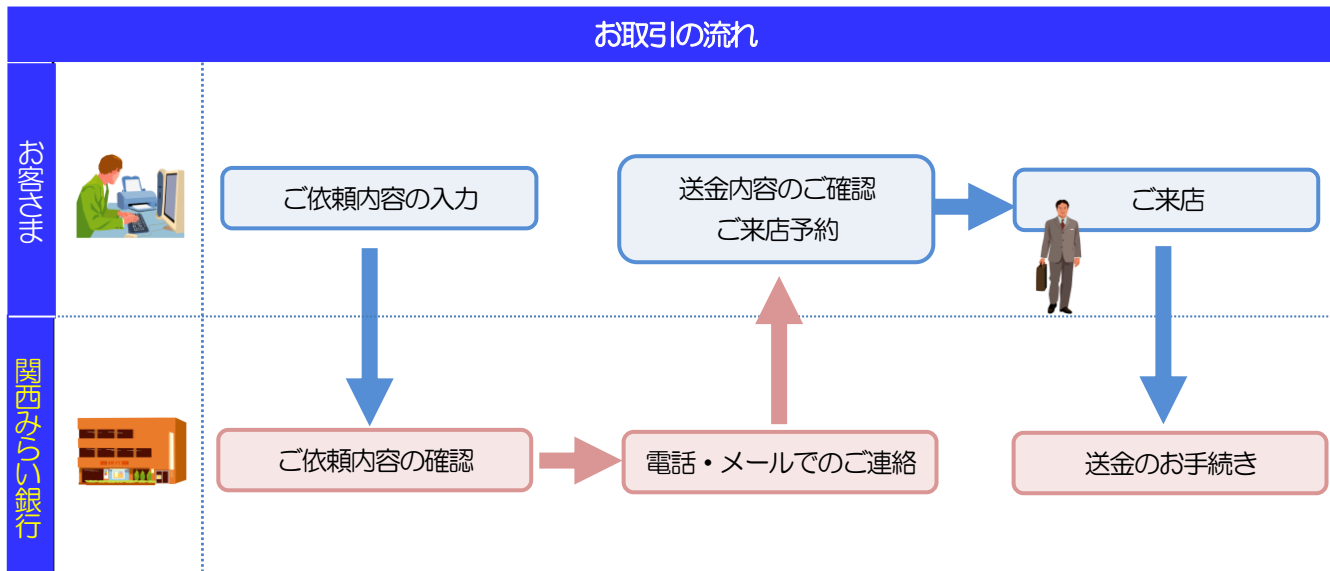 お取引の流れ
お客さま
ご依頼内容の入力
送金内容のご確認
ご来店予約
ご来店
関西みらい銀行
ご依頼内容の確認
電話・メールでのご連絡
送金のお手続き